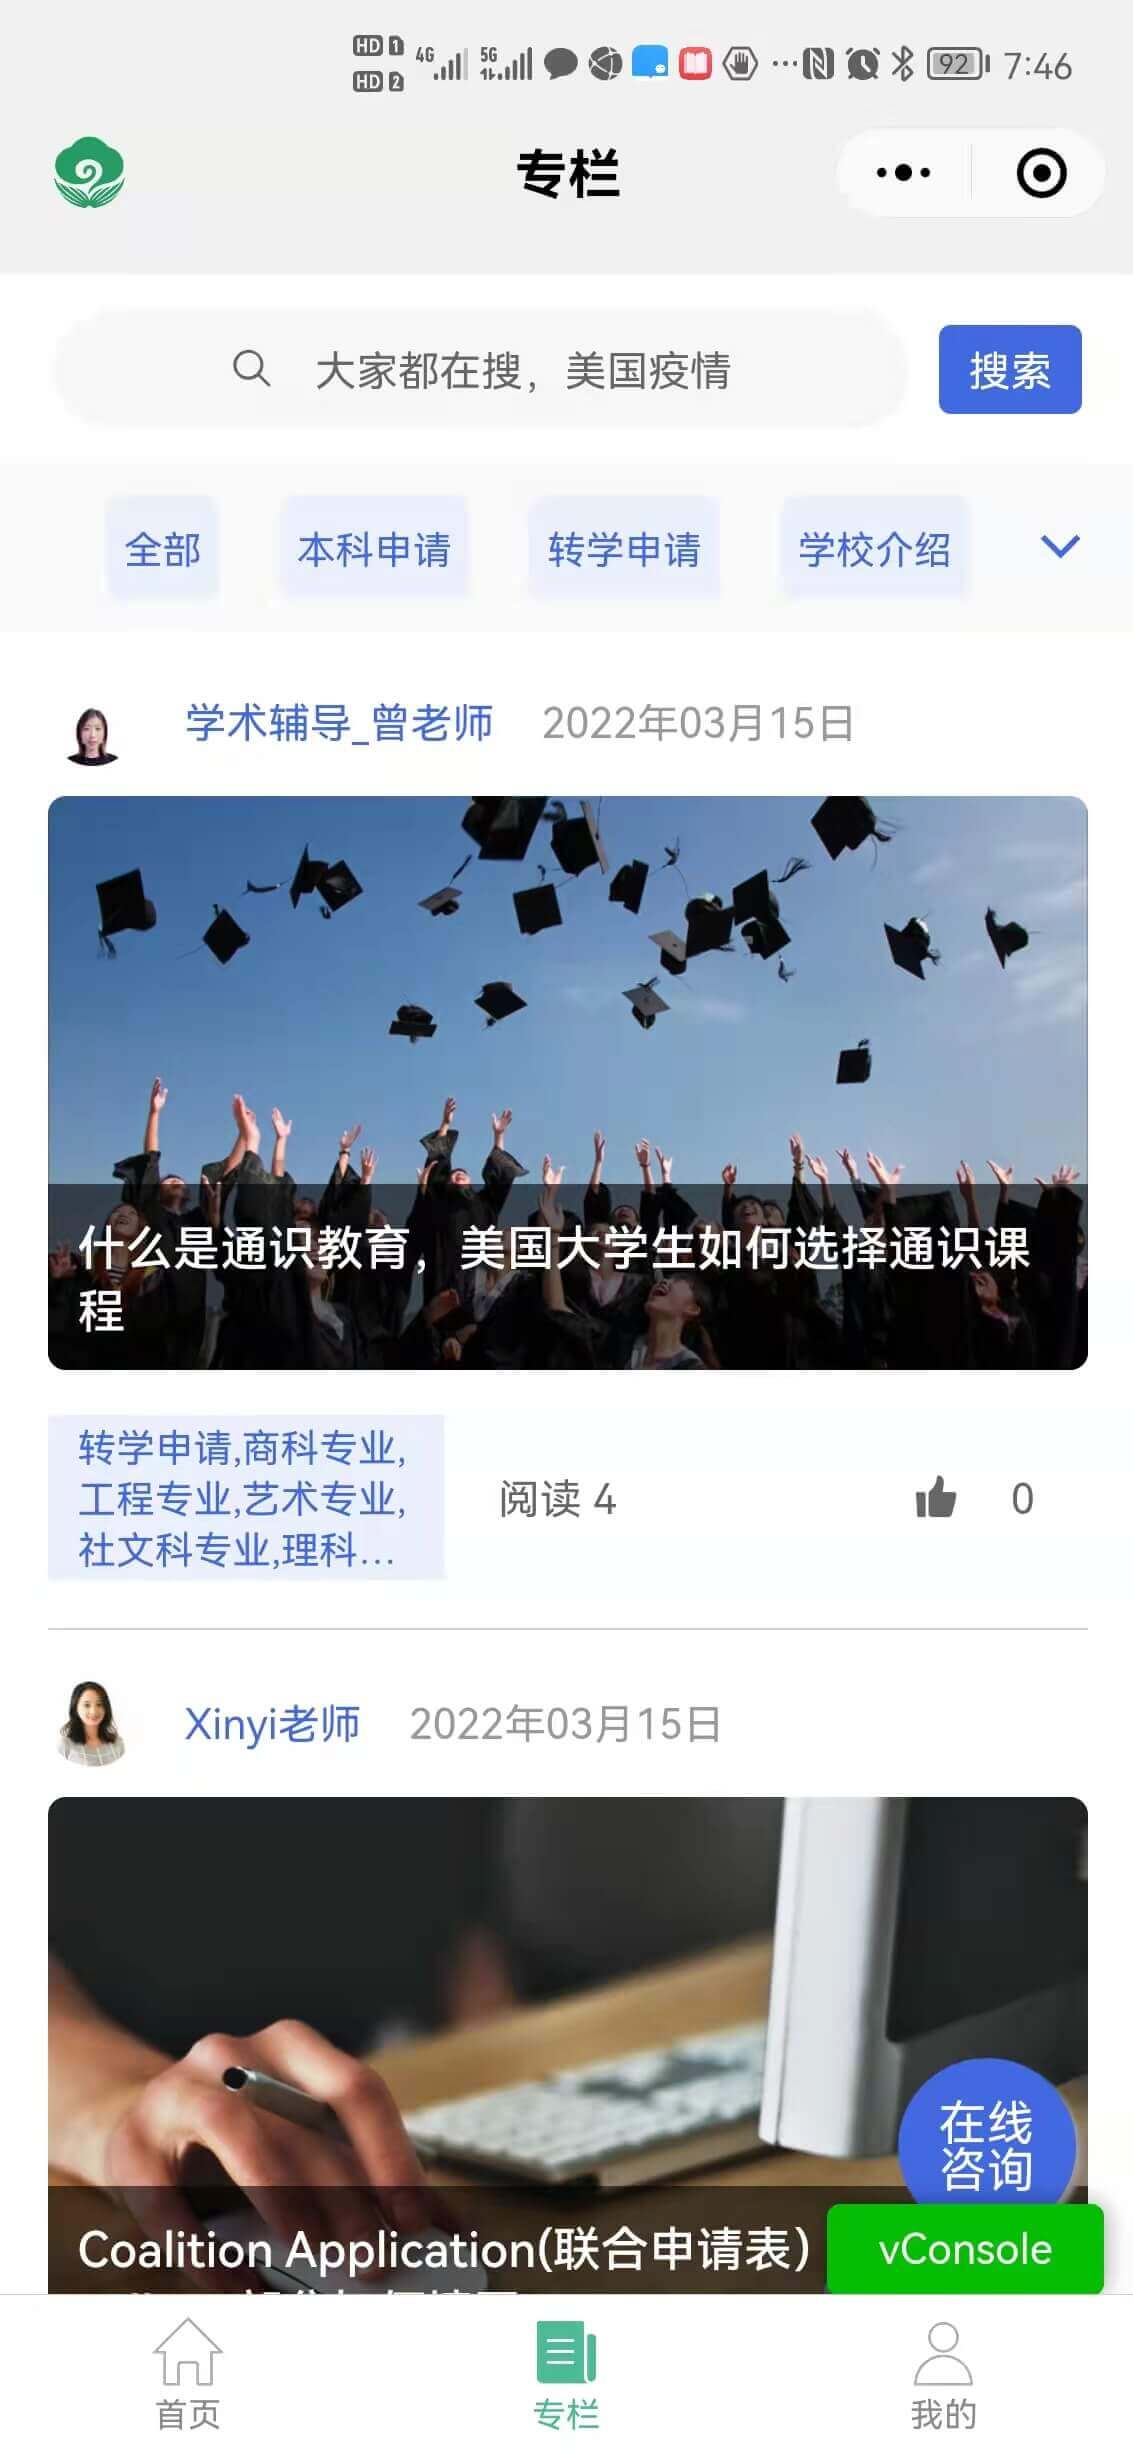 HD 1 4G 5G 92 7:46
HD 2
专栏
大家都在搜，美国疫情
搜索
全部 本科申请 转学申请 学校介绍
学术辅导_曾老师 2022年03月15日
什么是通识教育，美国大学生如何选择通识课
程
转学申请,商科专业,
工程专业,艺术专业,
社文科专业,理科...
阅读 4
0
Xinyi老师 2022年03月15日
在线
咨询
Coalition Application(联合申请表)
vConsole
首页 专栏 我的